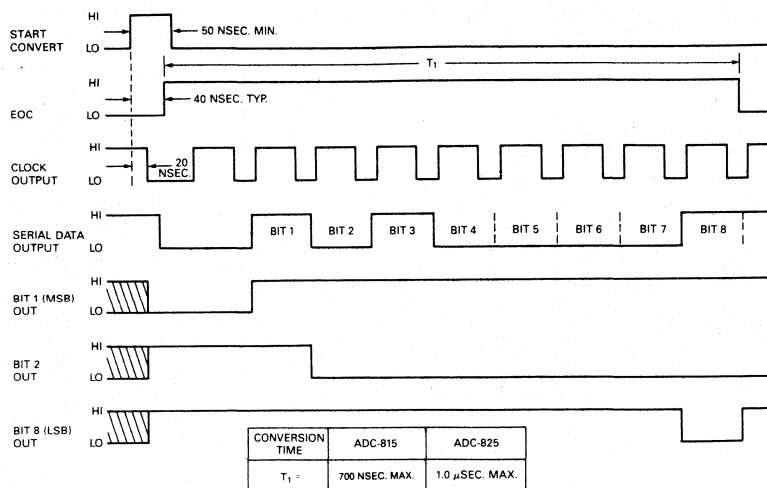 HI
START
CONVERT
LO
50 NSEC. MIN.
T1
HI
EOC
LO
40 NSEC. TYP.
HI
CLOCK
OUTPUT
LO
20
NSEC.
HI
SERIAL DATA
OUTPUT
LO
BIT 1 BIT 2 BIT 3 BIT 4 BIT 5 BIT 6 BIT 7 BIT 8
HI
BIT 1 (MSB)
OUT
LO
HI
BIT 2
OUT
LO
HI
BIT 8 (LSB)
OUT
LO
CONVERSION TIME ADC-815 ADC-825
T1 = 700 NSEC. MAX. 1.0 μSEC. MAX.